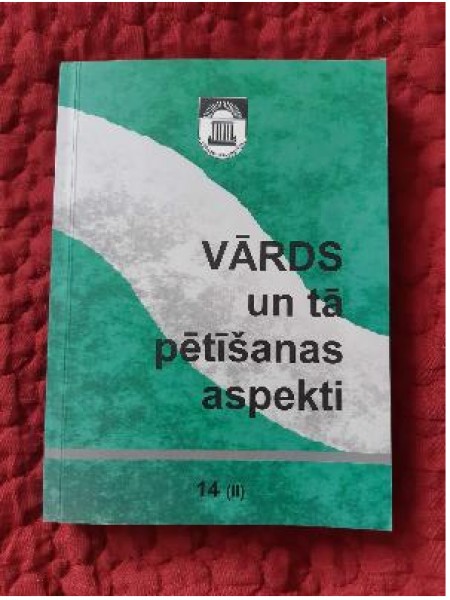 VĀRDS
un tā
pētīšanas
aspekti
14 (II)